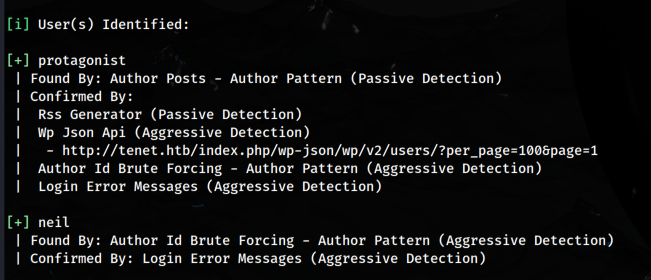 [i] User(s) Identified:
[+] protagonist
| Found By: Author Posts - Author Pattern (Passive Detection)
| Confirmed By:
|  Rss Generator (Passive Detection)
|  Wp Json Api (Aggressive Detection)
|   - http://tenet.htb/index.php/wp-json/wp/v2/users/?per_page=100&page=1
|  Author Id Brute Forcing - Author Pattern (Aggressive Detection)
|  Login Error Messages (Aggressive Detection)
[+] neil
| Found By: Author Id Brute Forcing - Author Pattern (Aggressive Detection)
| Confirmed By: Login Error Messages (Aggressive Detection)